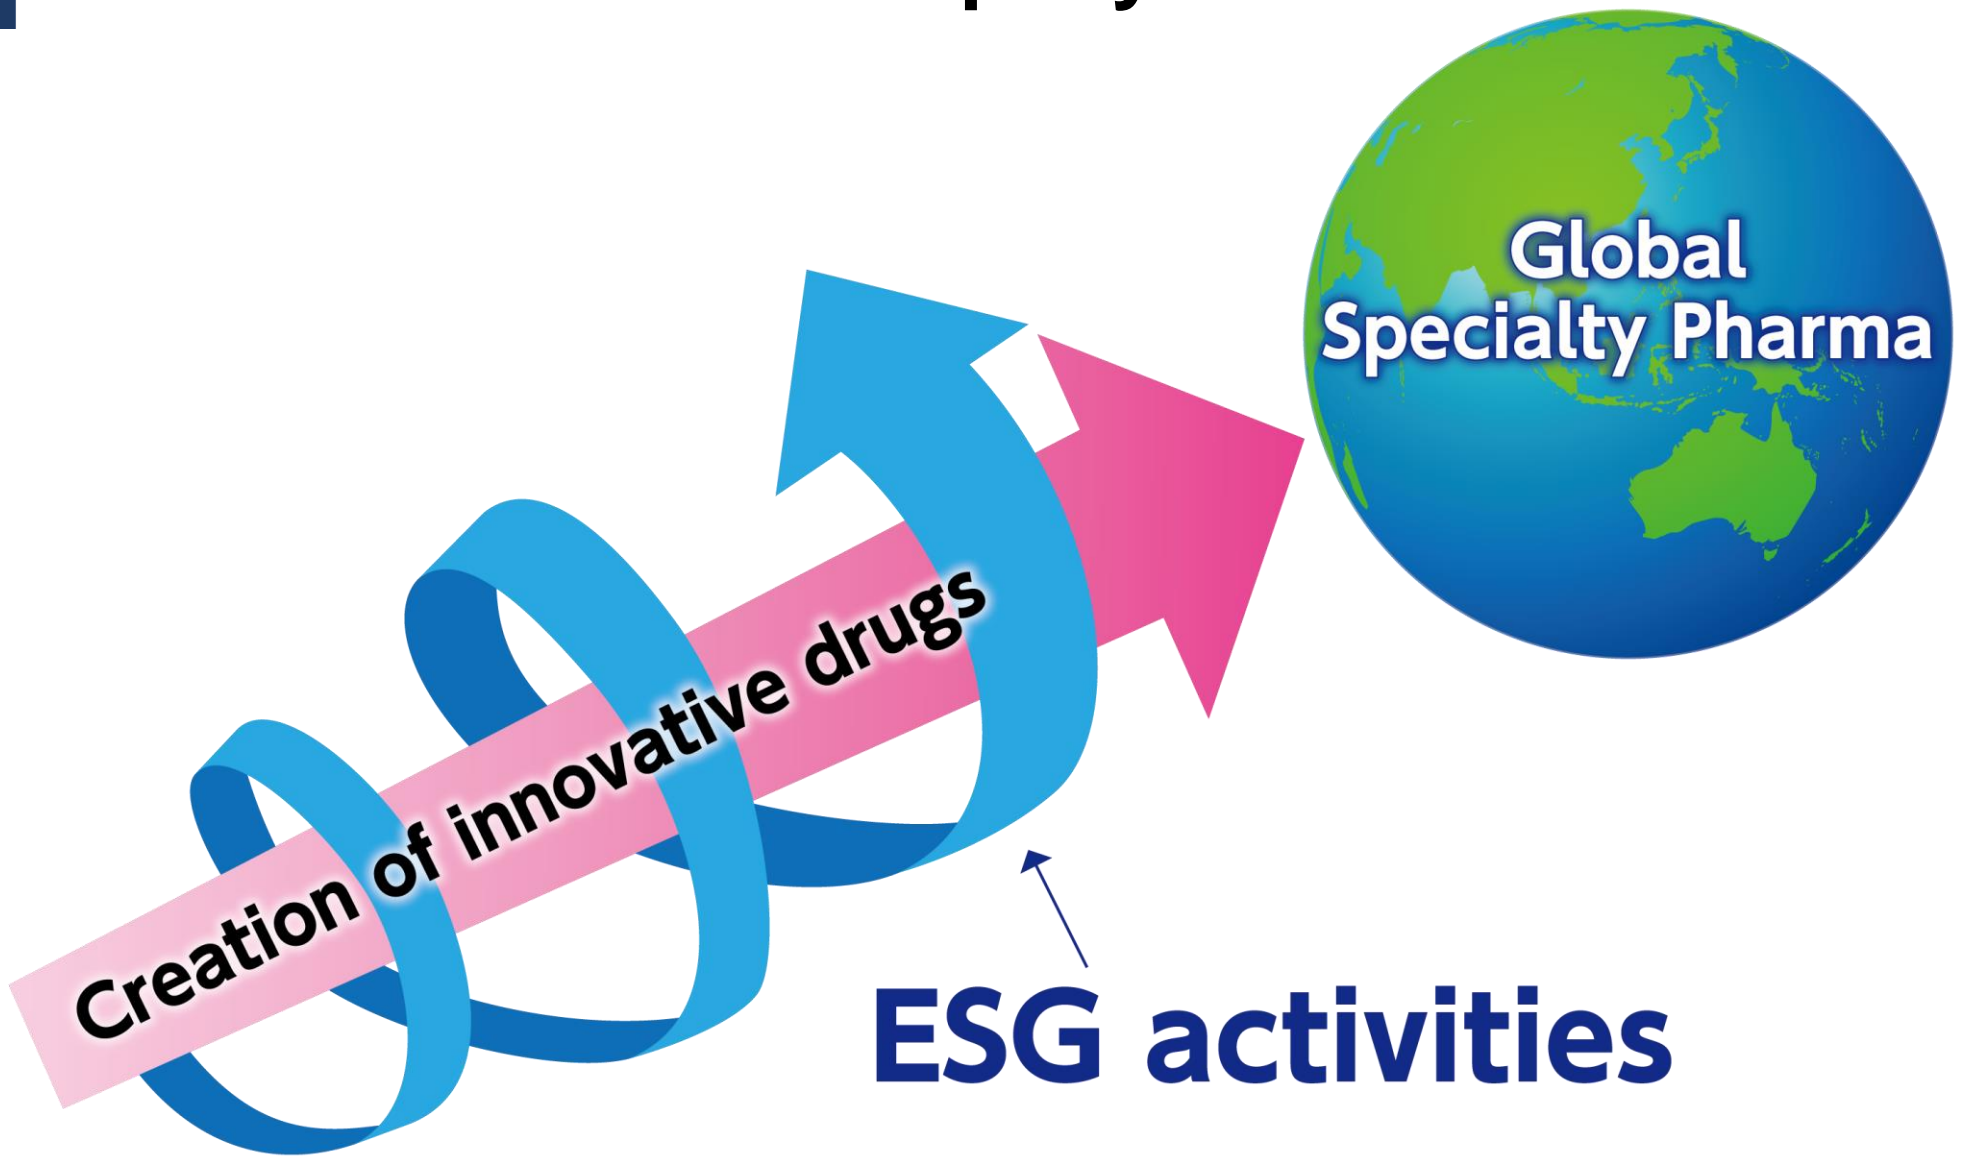 Global
Specialty Pharma
Creation of innovative drugs
ESG activities